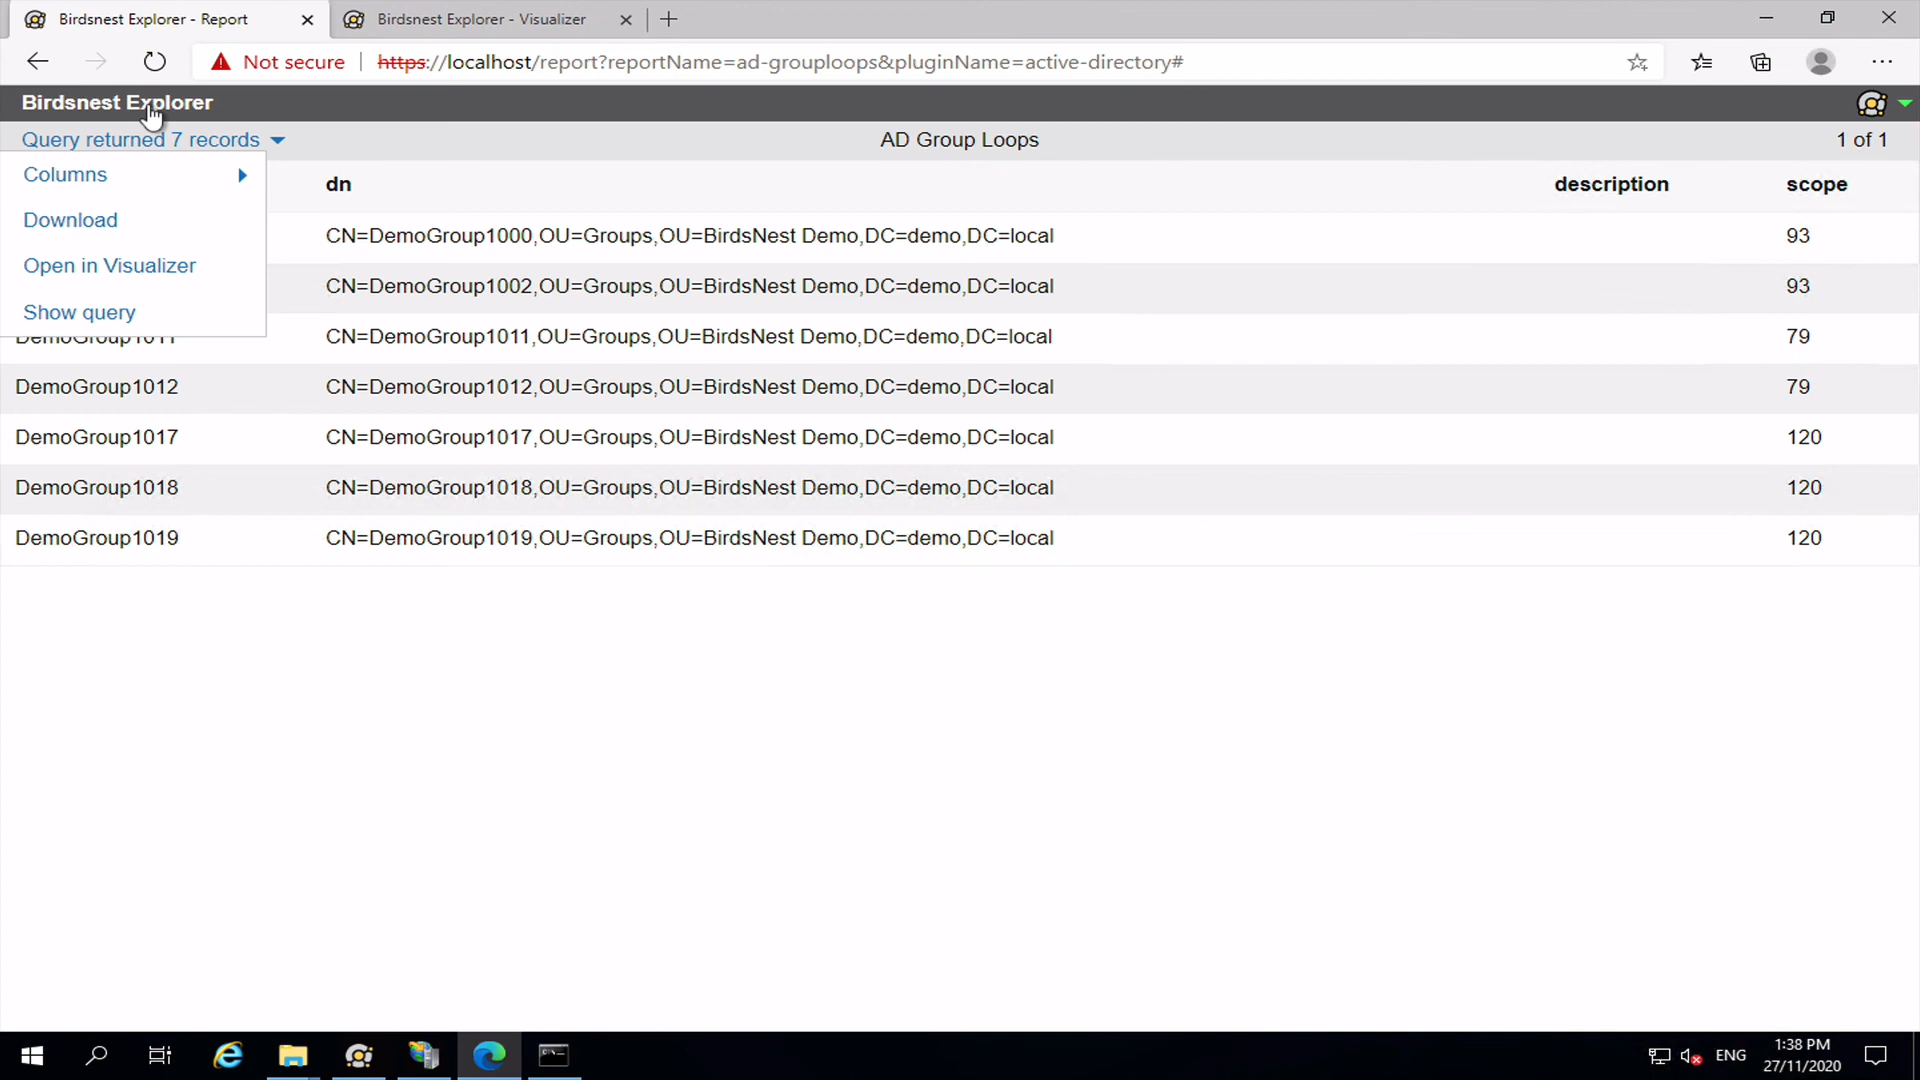 Birdsnest Explorer - Report
Birdsnest Explorer - Visualizer
Not secure
https://localhost/report?reportName=ad-grouploops&pluginName=active-directory#
Birdsnest Explorer
Query returned 7 records
AD Group Loops
1 of 1
Columns
Download
Open in Visualizer
Show query
dn
description
scope
CN=DemoGroup1000,OU=Groups,OU=BirdsNest Demo,DC=demo,DC=local
93
CN=DemoGroup1002,OU=Groups,OU=BirdsNest Demo,DC=demo,DC=local
93
DemoGroup1011
CN=DemoGroup1011,OU=Groups,OU=BirdsNest Demo,DC=demo,DC=local
79
DemoGroup1012
CN=DemoGroup1012,OU=Groups,OU=BirdsNest Demo,DC=demo,DC=local
79
DemoGroup1017
CN=DemoGroup1017,OU=Groups,OU=BirdsNest Demo,DC=demo,DC=local
120
DemoGroup1018
CN=DemoGroup1018,OU=Groups,OU=BirdsNest Demo,DC=demo,DC=local
120
DemoGroup1019
CN=DemoGroup1019,OU=Groups,OU=BirdsNest Demo,DC=demo,DC=local
120
ENG
1:38 PM
27/11/2020